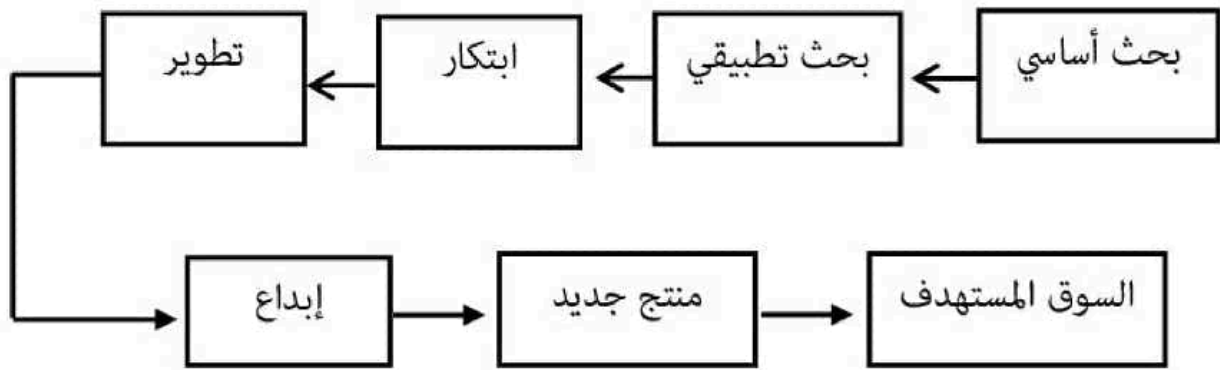 بحث أساسي
بحث تطبيقي
ابتكار
تطوير
إبداع
منتج جديد
السوق المستهدف